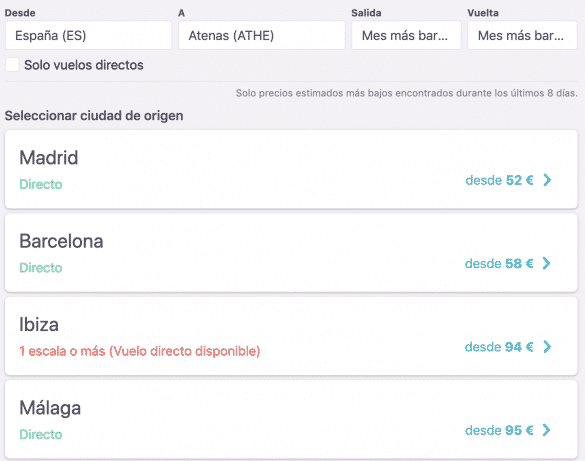 Desde A Salida Vuelta
España (ES) Atenas (ATHE) Mes más bar... Mes más bar...
Solo vuelos directos
Solo precios estimados más bajos encontrados durante los últimos 8 días.
Seleccionar ciudad de origen
Madrid
Directo
desde 52 €
Barcelona
Directo
desde 58 €
Ibiza
1 escala o más (Vuelo directo disponible)
desde 94 €
Málaga
Directo
desde 95 €